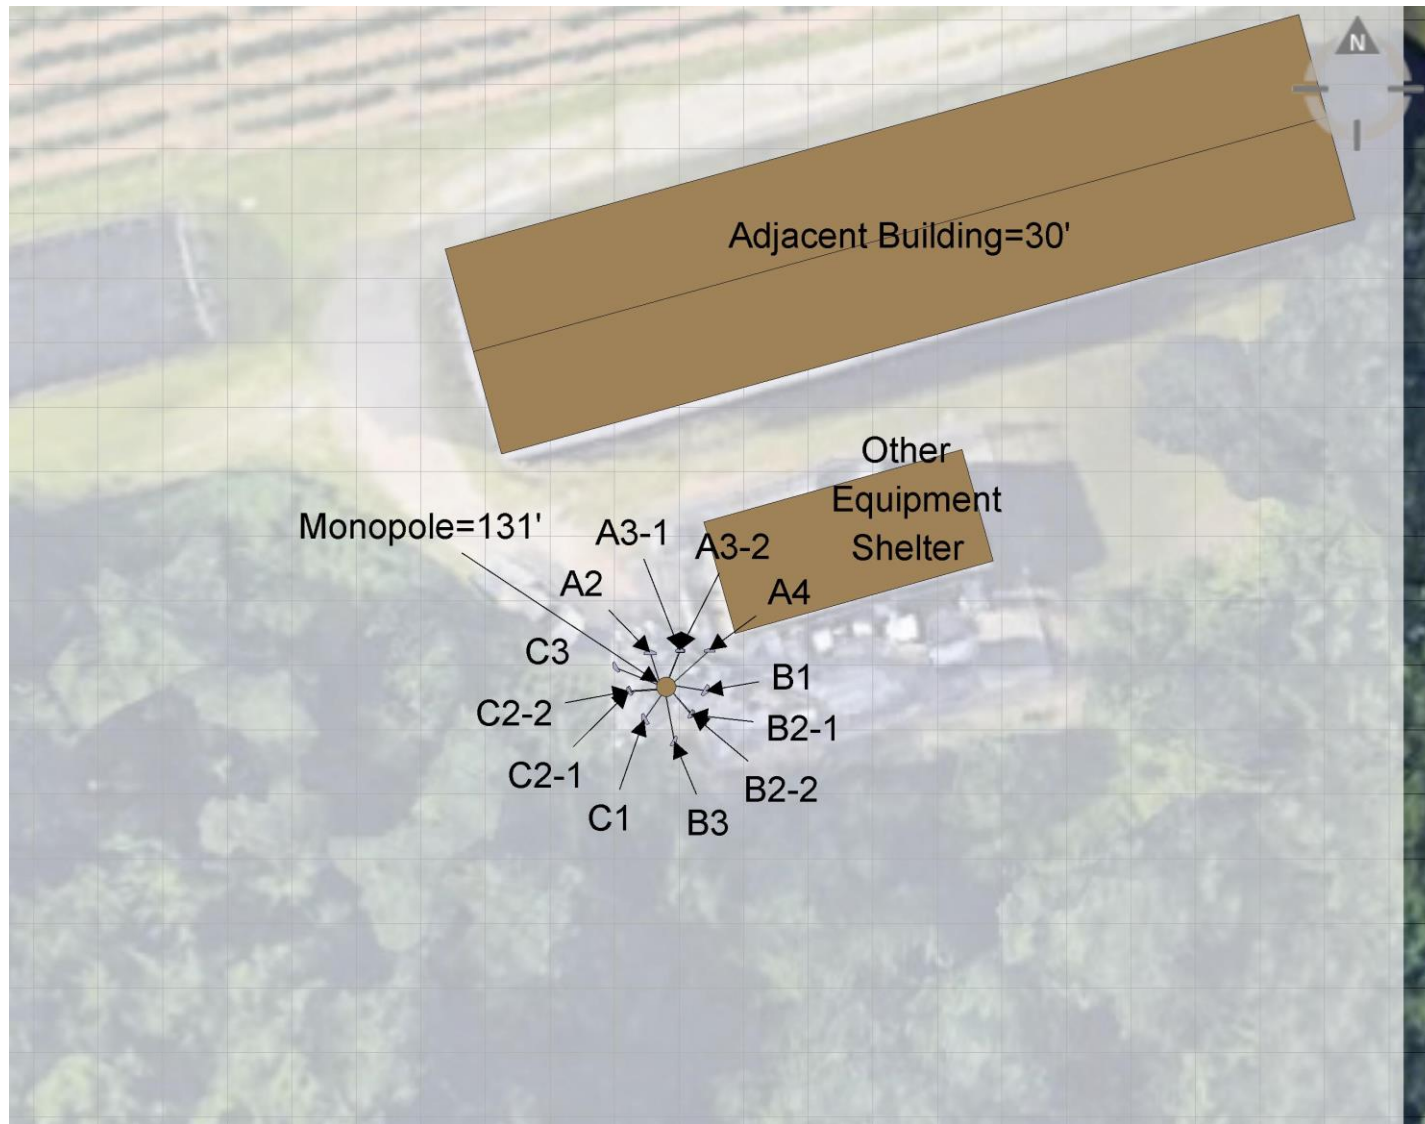 N
Adjacent Building=30'
Other
Equipment
Shelter
Monopole=131'
A3-1
A3-2
A2
A4
C3
B1
C2-2
B2-1
C2-1
B2-2
C1
B3